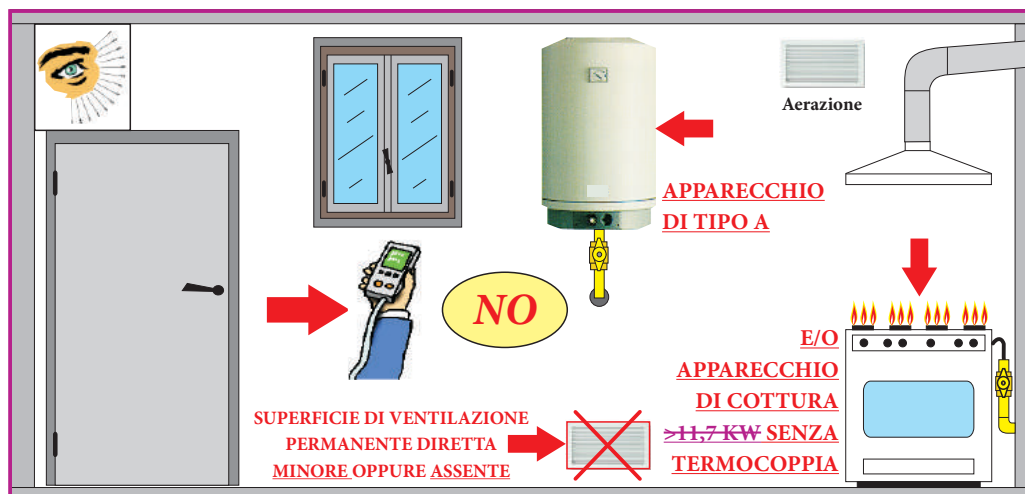 Aerazione
APPARECCHIO
DI TIPO A
NO
E/O
APPARECCHIO
DI COTTURA
>11,7 KW SENZA
TERMOCOPPIA
SUPERFICIE DI VENTILAZIONE
PERMANENTE DIRETTA
MINORE OPPURE ASSENTE